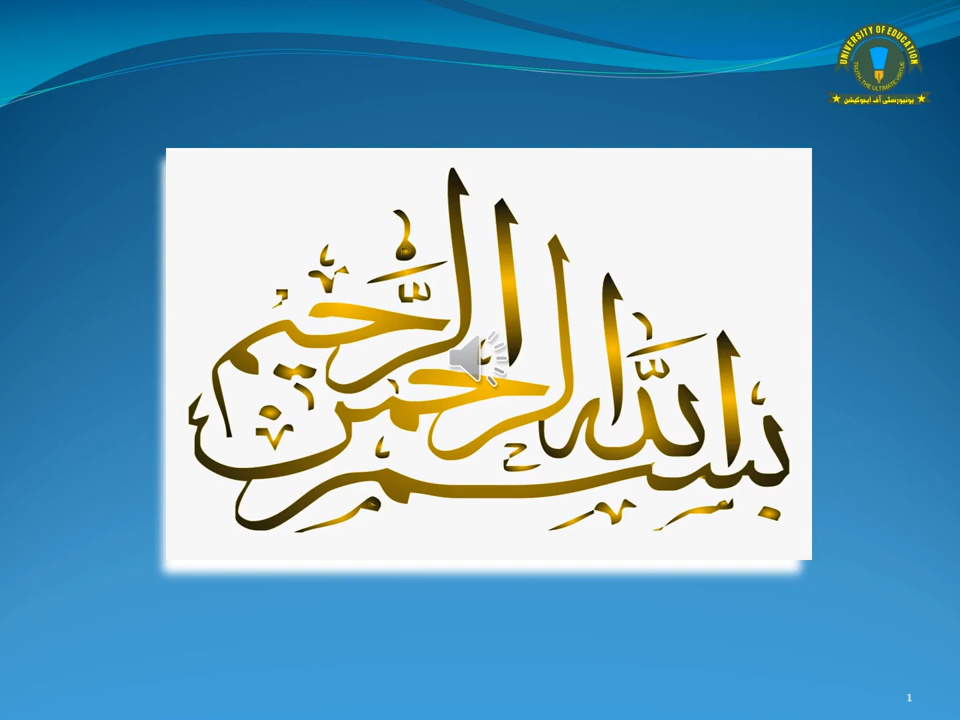 UNIVERSITY OF EDUCATION
TRUTH, THE ULTIMATE VIRTUE
یونیورسٹی آف ایجوکیشن
بسم الله الرحمن الرحيم
1